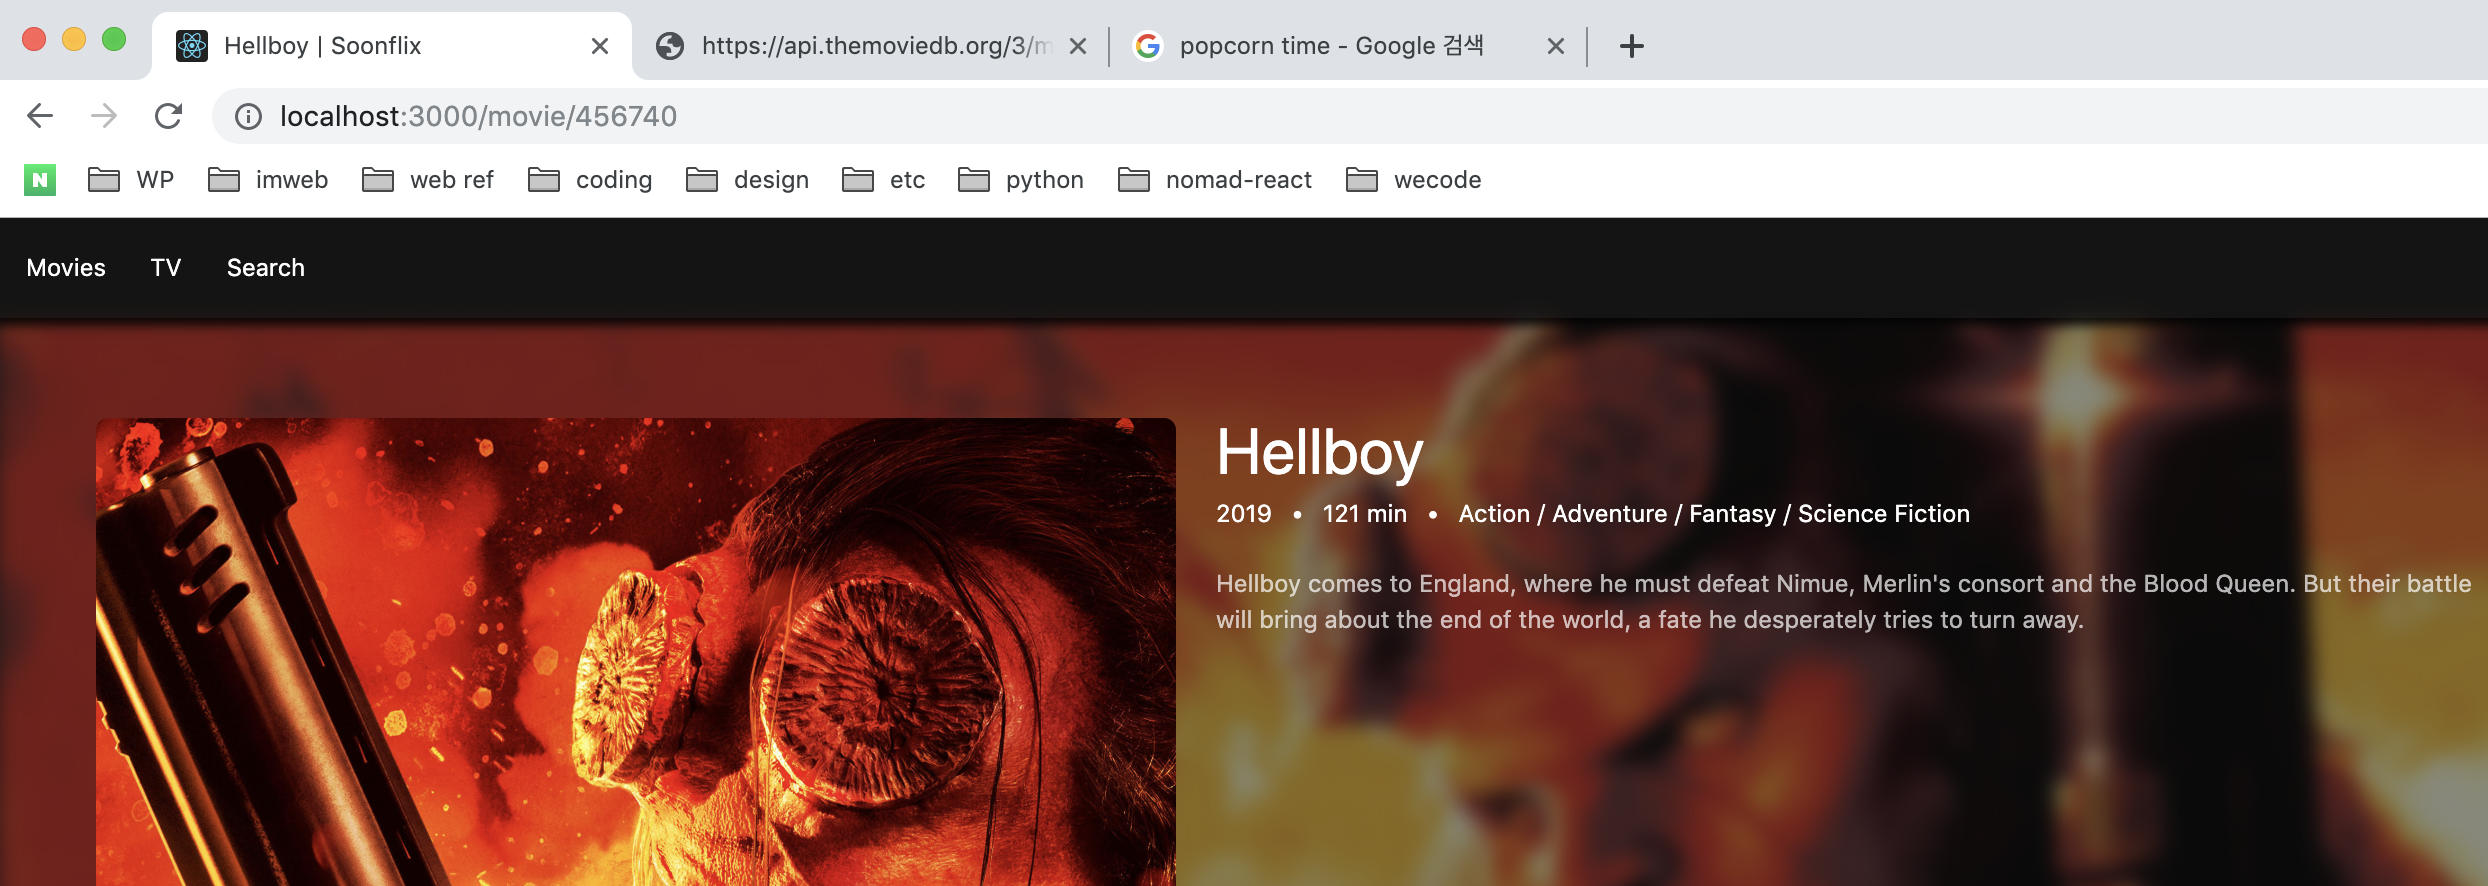 Hellboy | Soonflix
https://api.themoviedb.org/3/m
popcorn time - Google 검색
localhost:3000/movie/456740
N
WP
imweb
web ref
coding
design
etc
python
nomad-react
wecode
Movies
TV
Search
Hellboy
2019 • 121 min • Action / Adventure / Fantasy / Science Fiction
Hellboy comes to England, where he must defeat Nimue, Merlin's consort and the Blood Queen. But their battle
will bring about the end of the world, a fate he desperately tries to turn away.